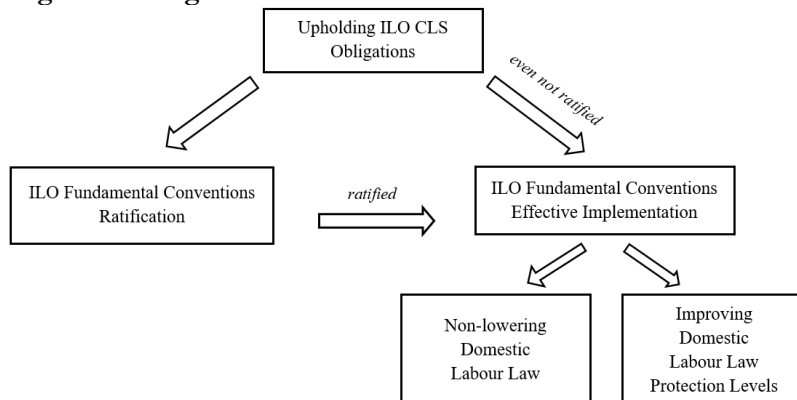 Upholding ILO CLS
Obligations
even not ratified
ILO Fundamental Conventions
Ratification
ratified
ILO Fundamental Conventions
Effective Implementation
Non-lowering
Domestic
Labour Law
Improving
Domestic
Labour Law
Protection Levels